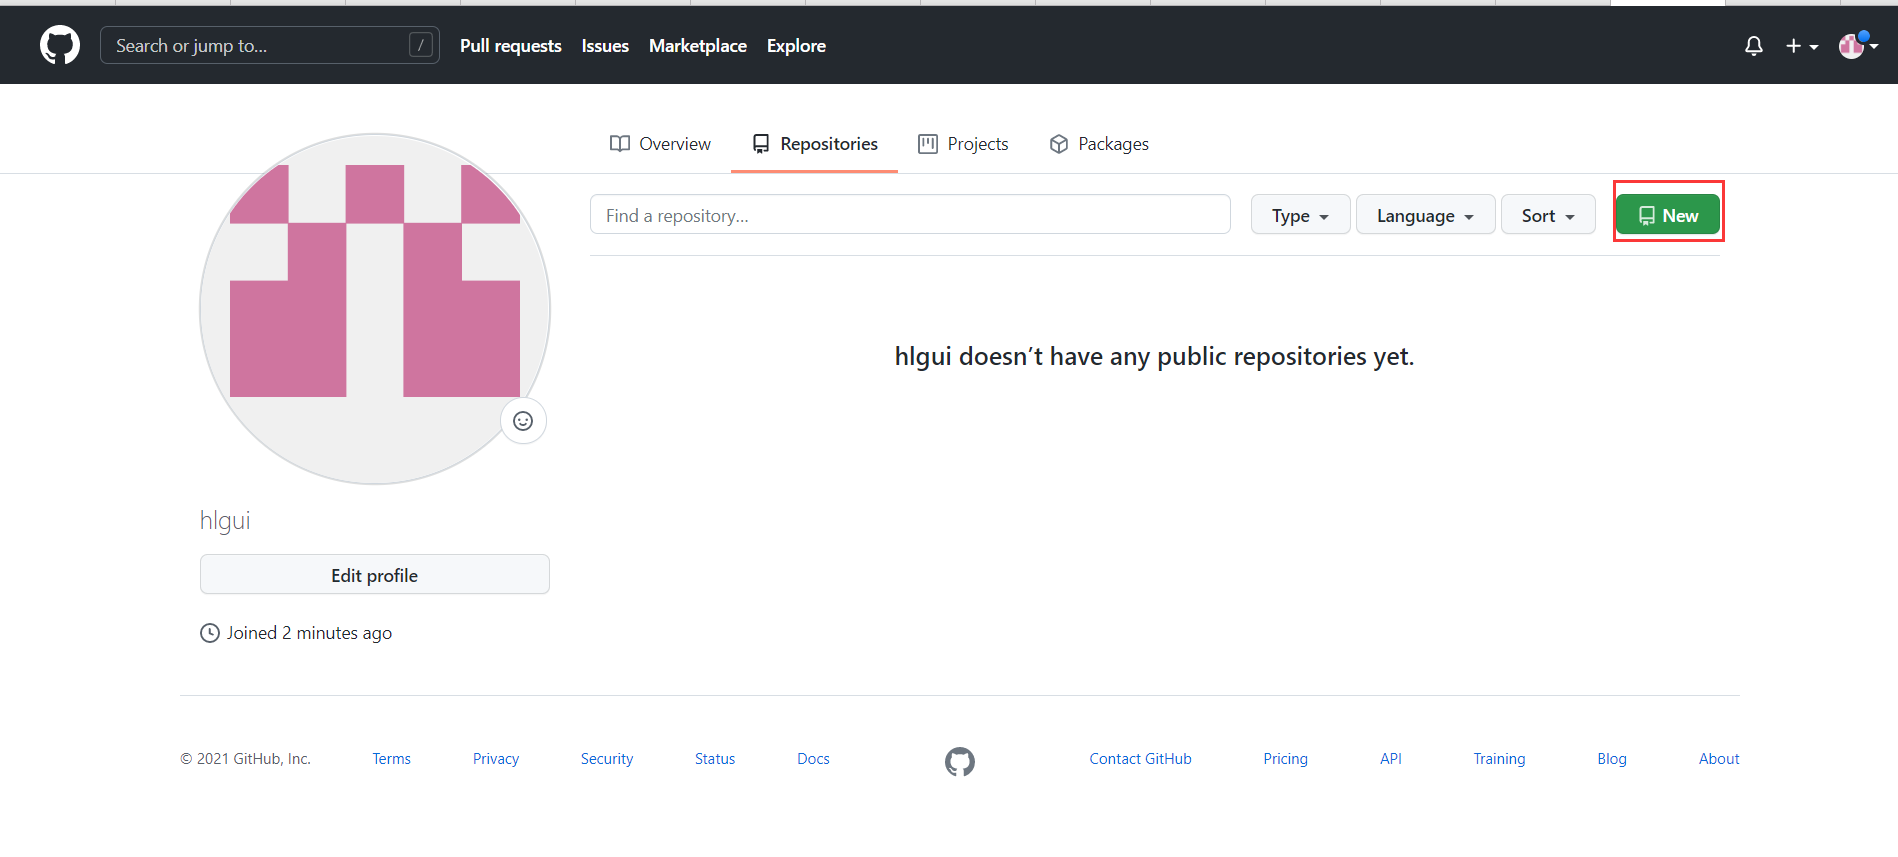 Search or jump to... /
Pull requests Issues Marketplace Explore
Overview Repositories Projects Packages
Find a repository...
Type Language Sort New
hlgui doesn’t have any public repositories yet.
hlgui
Edit profile
Joined 2 minutes ago
© 2021 GitHub, Inc. Terms Privacy Security Status Docs Contact GitHub Pricing API Training Blog About